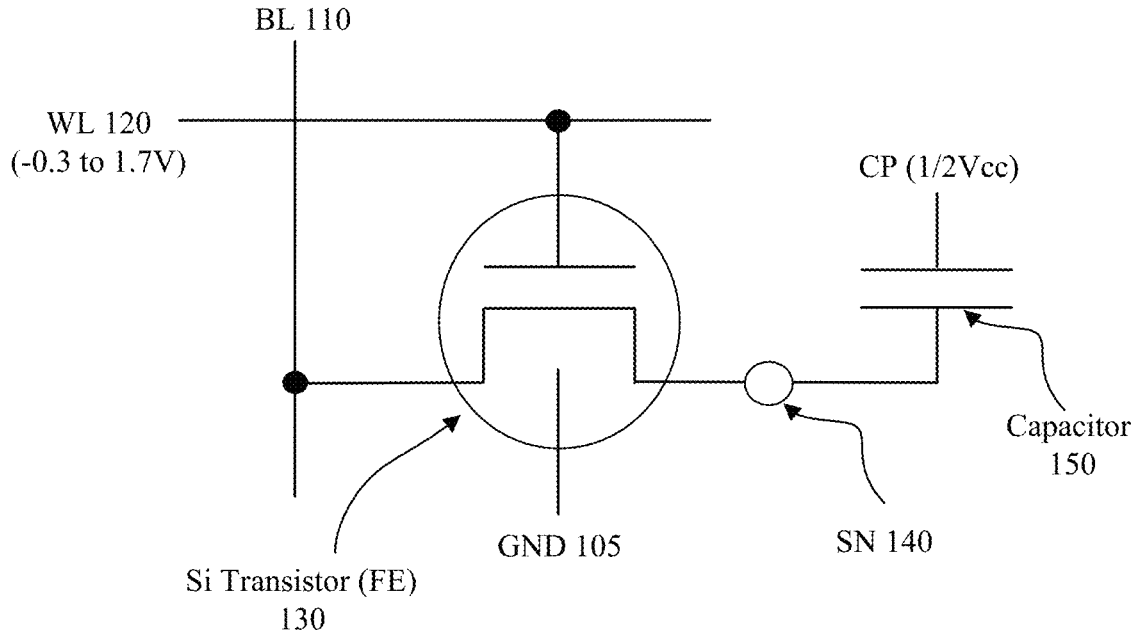 BL 110
WL 120
(-0.3 to 1.7V)
CP (1/2Vcc)
Capacitor
150
GND 105
SN 140
Si Transistor (FE)
130